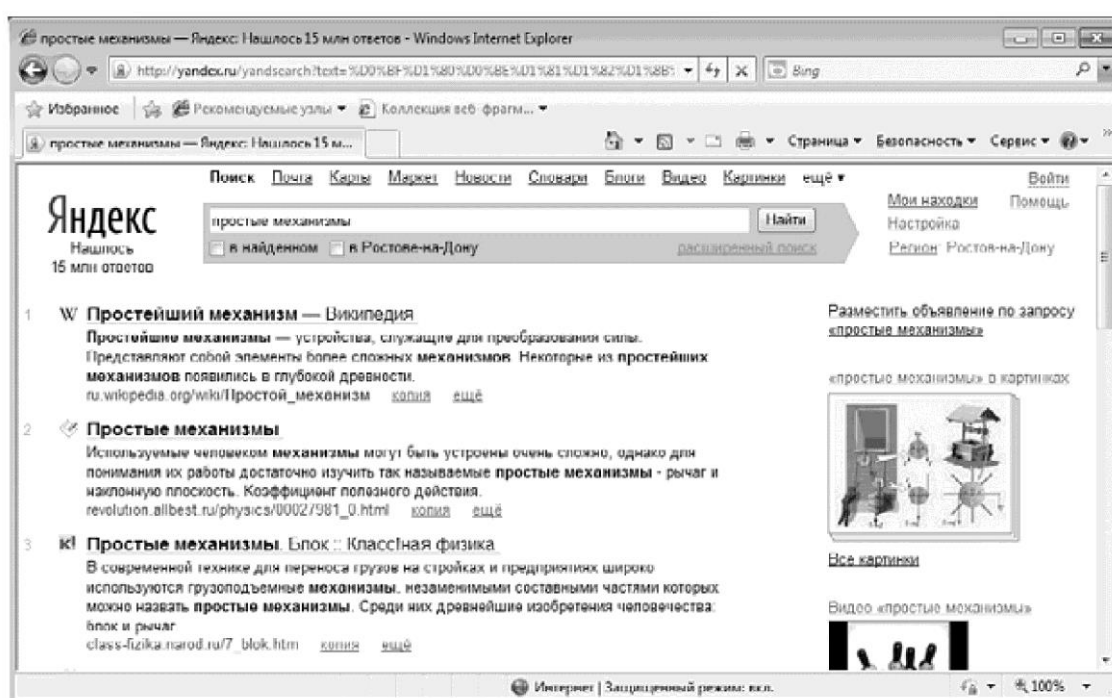 простые механизмы — Яндекс: Нашлось 15 млн ответов - Windows Internet Explorer
http://yandex.ru/yandsearch?text=%D0%BF%D1%80%D0%BE%D1%81%D1%82%D1%8B%
Bing
Избранное Рекомендуемые узлы Коллекция веб-фрагм...
простые механизмы — Яндекс: Нашлось 15 м...
Страница Безопасность Сервис
Поиск Почта Карты Маркет Новости Словари Блоги Видео Картинки ещё
Войти
Яндекс
Нашлось
15 млн ответов
простые механизмы
Найти
в найденном в Ростове-на-Дону расширенный поиск
Мои находки Помощь
Настройка
Регион: Ростов-на-Дону
1 W Простейший механизм — Википедия
Простейшие механизмы — устройства, служащие для преобразования силы.
Представляют собой элементы более сложных механизмов. Некоторые из простейших
механизмов появились в глубокой древности.
ru.wikipedia.org/wiki/Простой_механизм копия ещё
2 Простые механизмы
Используемые человеком механизмы могут быть устроены очень сложно, однако для
понимания их работы достаточно изучить так называемые простые механизмы - рычаг и
наклонную плоскость. Коэффициент полезного действия.
revolution.allbest.ru/physics/00027981_0.html копия ещё
3 к! Простые механизмы. Блок :: Класс!ная физика
В современной технике для переноса грузов на стройках и предприятиях широко
используются грузоподъемные механизмы, незаменимыми составными частями которых
можно назвать простые механизмы. Среди них древнейшие изобретения человечества:
блок и рычаг
class-fizika.narod.ru/7_blok.htm копия ещё
Разместить объявление по запросу
«простые механизмы»
«простые механизмы» в картинках
Все картинки
Видео «простые механизмы»
Интернет | Защищенный режим: вкл.
100%